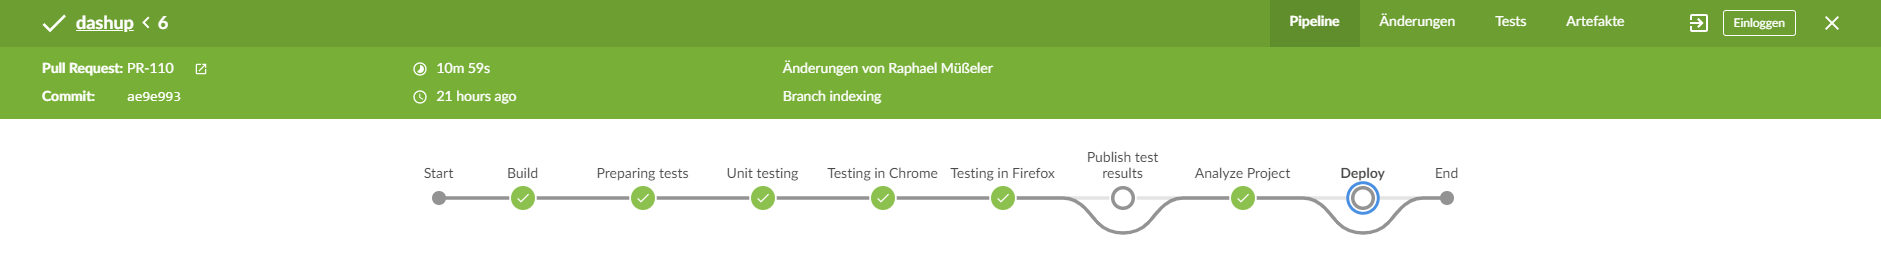 dashup < 6 Pipeline Änderungen Tests Artefakte Einloggen
Pull Request: PR-110 10m 59s Änderungen von Raphael Müßeler
Commit: ae9e993 21 hours ago Branch indexing
Start Build Preparing tests Unit testing Testing in Chrome Testing in Firefox Publish test results Analyze Project Deploy End